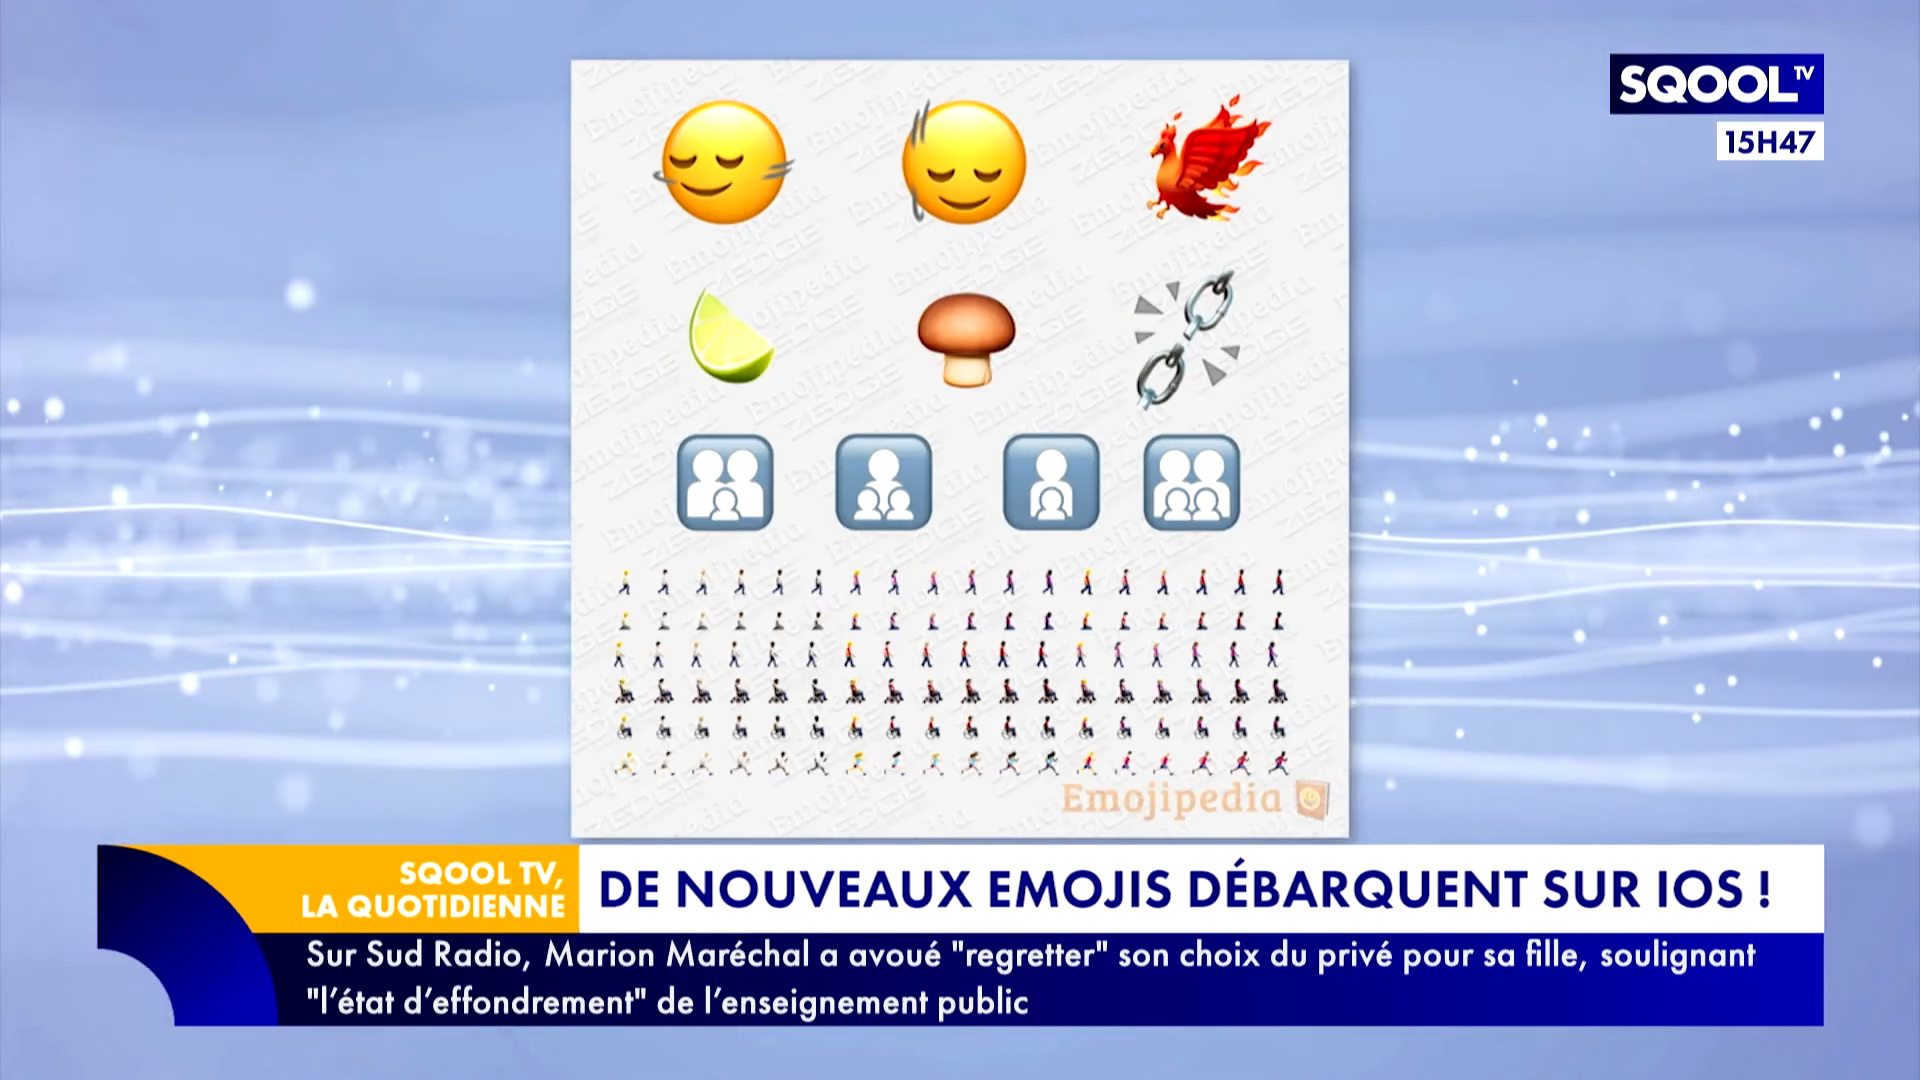 SQOOL TV
15H47
Emojipedia
SQOOL TV,
LA QUOTIDIENNE
DE NOUVEAUX EMOJIS DÉBARQUENT SUR IOS !
Sur Sud Radio, Marion Maréchal a avoué "regretter" son choix du privé pour sa fille, soulignant
"l’état d’effondrement" de l’enseignement public